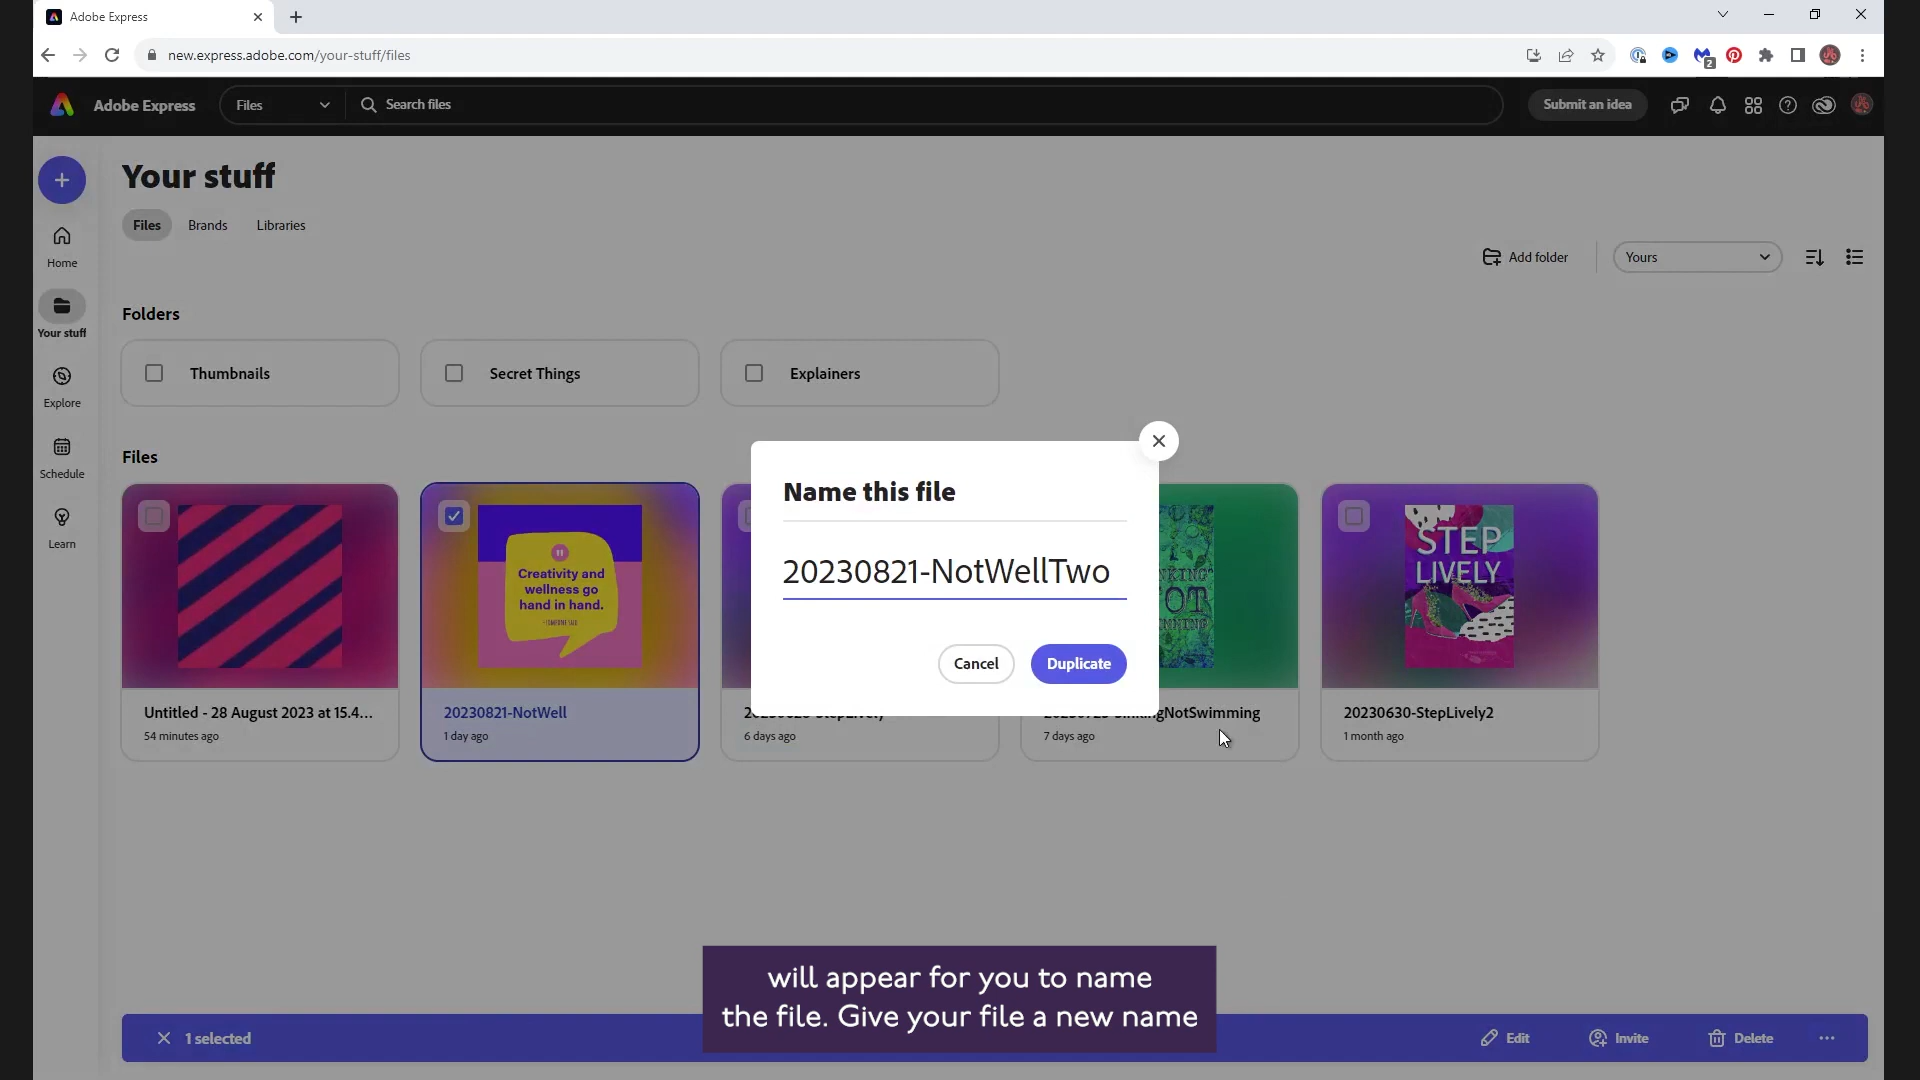 Adobe Express
new.express.adobe.com/your-stuff/files
2
Adobe Express
Files
Search files
Submit an idea
Your stuff
Files
Brands
Libraries
Home
Add folder
Yours
Folders
Your stuff
Thumbnails
Secret Things
Explainers
Explore
Files
Schedule
Learn
Name this file
20230821-NotWellTwo
Cancel
Duplicate
Creativity and
wellness go
hand in hand.
STEP
LIVELY
Untitled - 28 August 2023 at 15.4...
54 minutes ago
20230821-NotWell
1 day ago
6 days ago
7 days ago
20230630-StepLively2
1 month ago
will appear for you to name
the file. Give your file a new name
1 selected
Edit
Invite
Delete